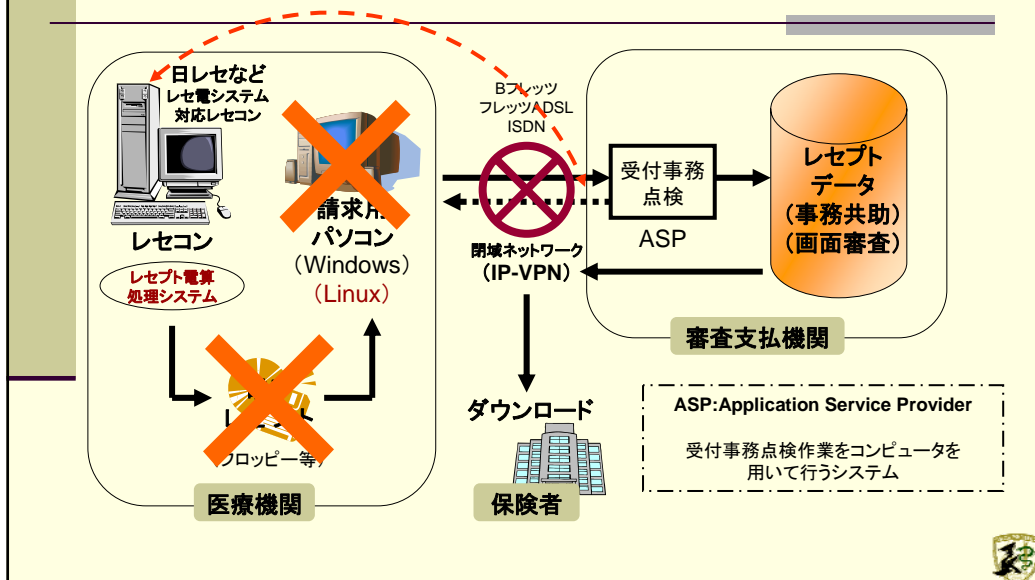 日レセなど
レセ電システム
対応レセコン
レセコン
レセプト電算
処理システム
請求用
パソコン
（Windows）
（Linux）
フロッピー等）
医療機関
Bフレッツ
フレッツADSL
ISDN
閉域ネットワーク
（IP-VPN）
ダウンロード
保険者
受付事務
点検
ASP
レセプト
データ
（事務共助）
（画面審査）
審査支払機関
ASP:Application Service Provider
受付事務点検作業をコンピュータを
用いて行うシステム